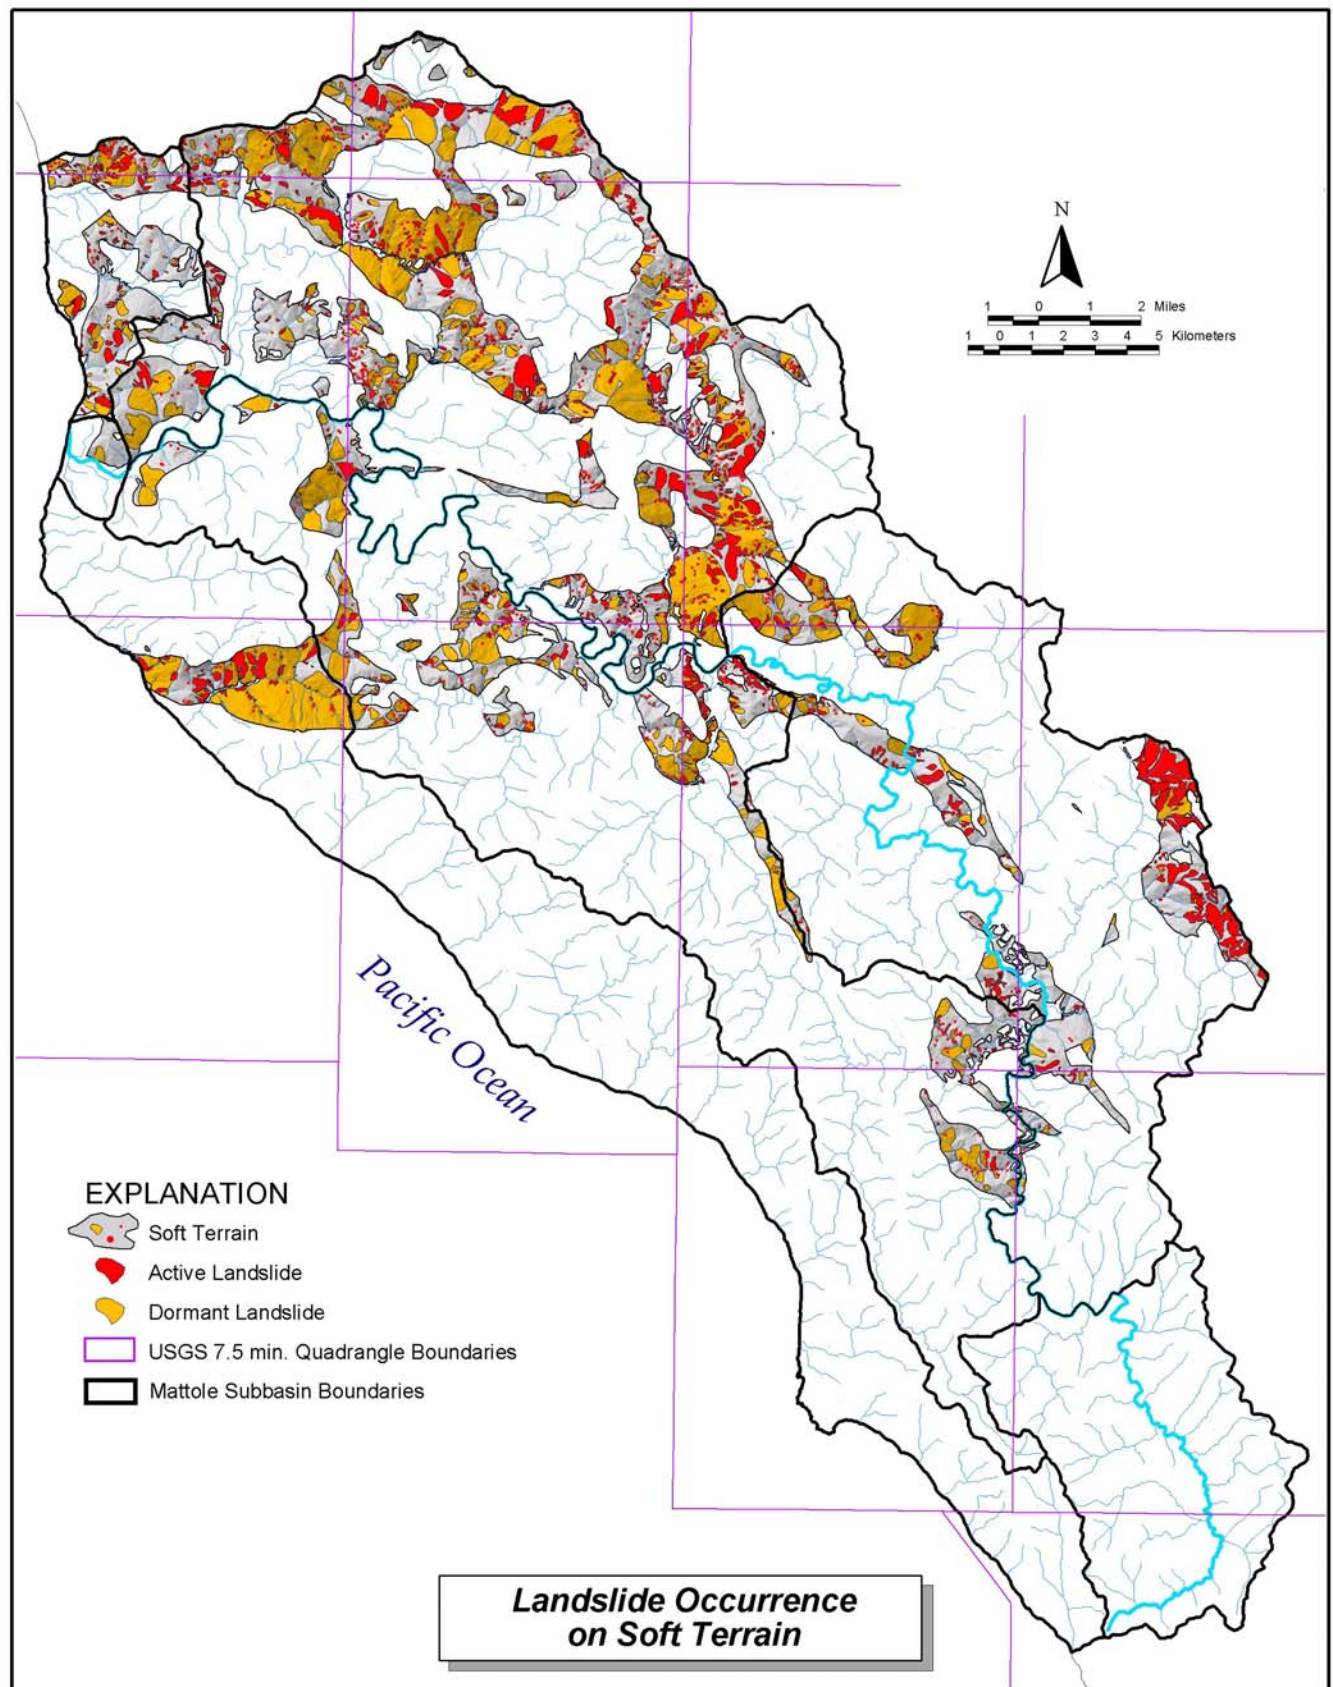 N
1 0 1 2 Miles
1 0 1 2 3 4 5 Kilometers
Pacific Ocean
EXPLANATION
Soft Terrain
Active Landslide
Dormant Landslide
USGS 7.5 min. Quadrangle Boundaries
Mattole Subbasin Boundaries
Landslide Occurrence
on Soft Terrain